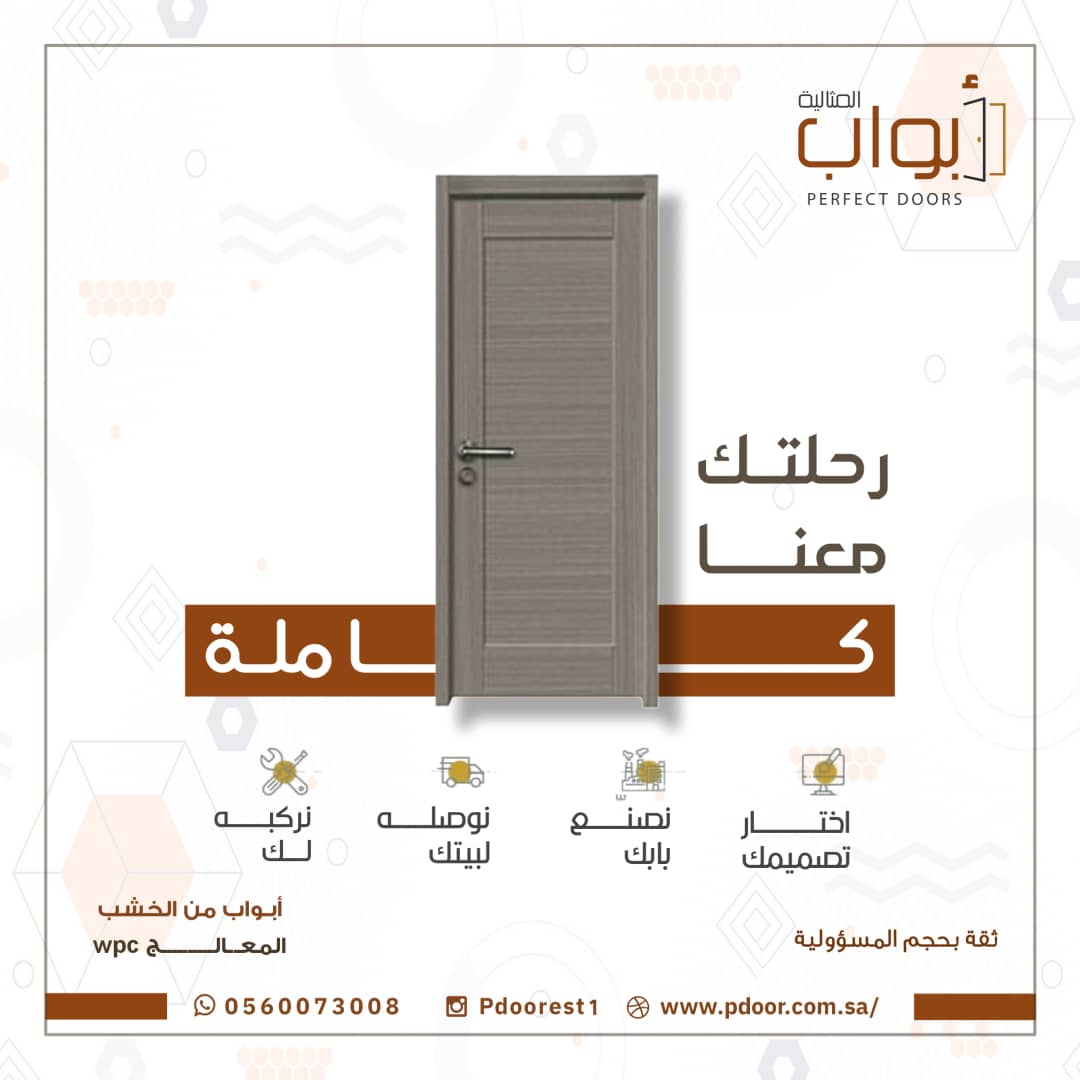 المثالية
أبواب
PERFECT DOORS
رحلتك
معنا
كاملة
اختار
تصميمك
نصنع
بابك
نوصله
لبيتك
نركبه
لك
أبواب من الخشب
المعالج wpc
ثقة بحجم المسؤولية
0560073008
Pdoorest1
www.pdoor.com.sa/